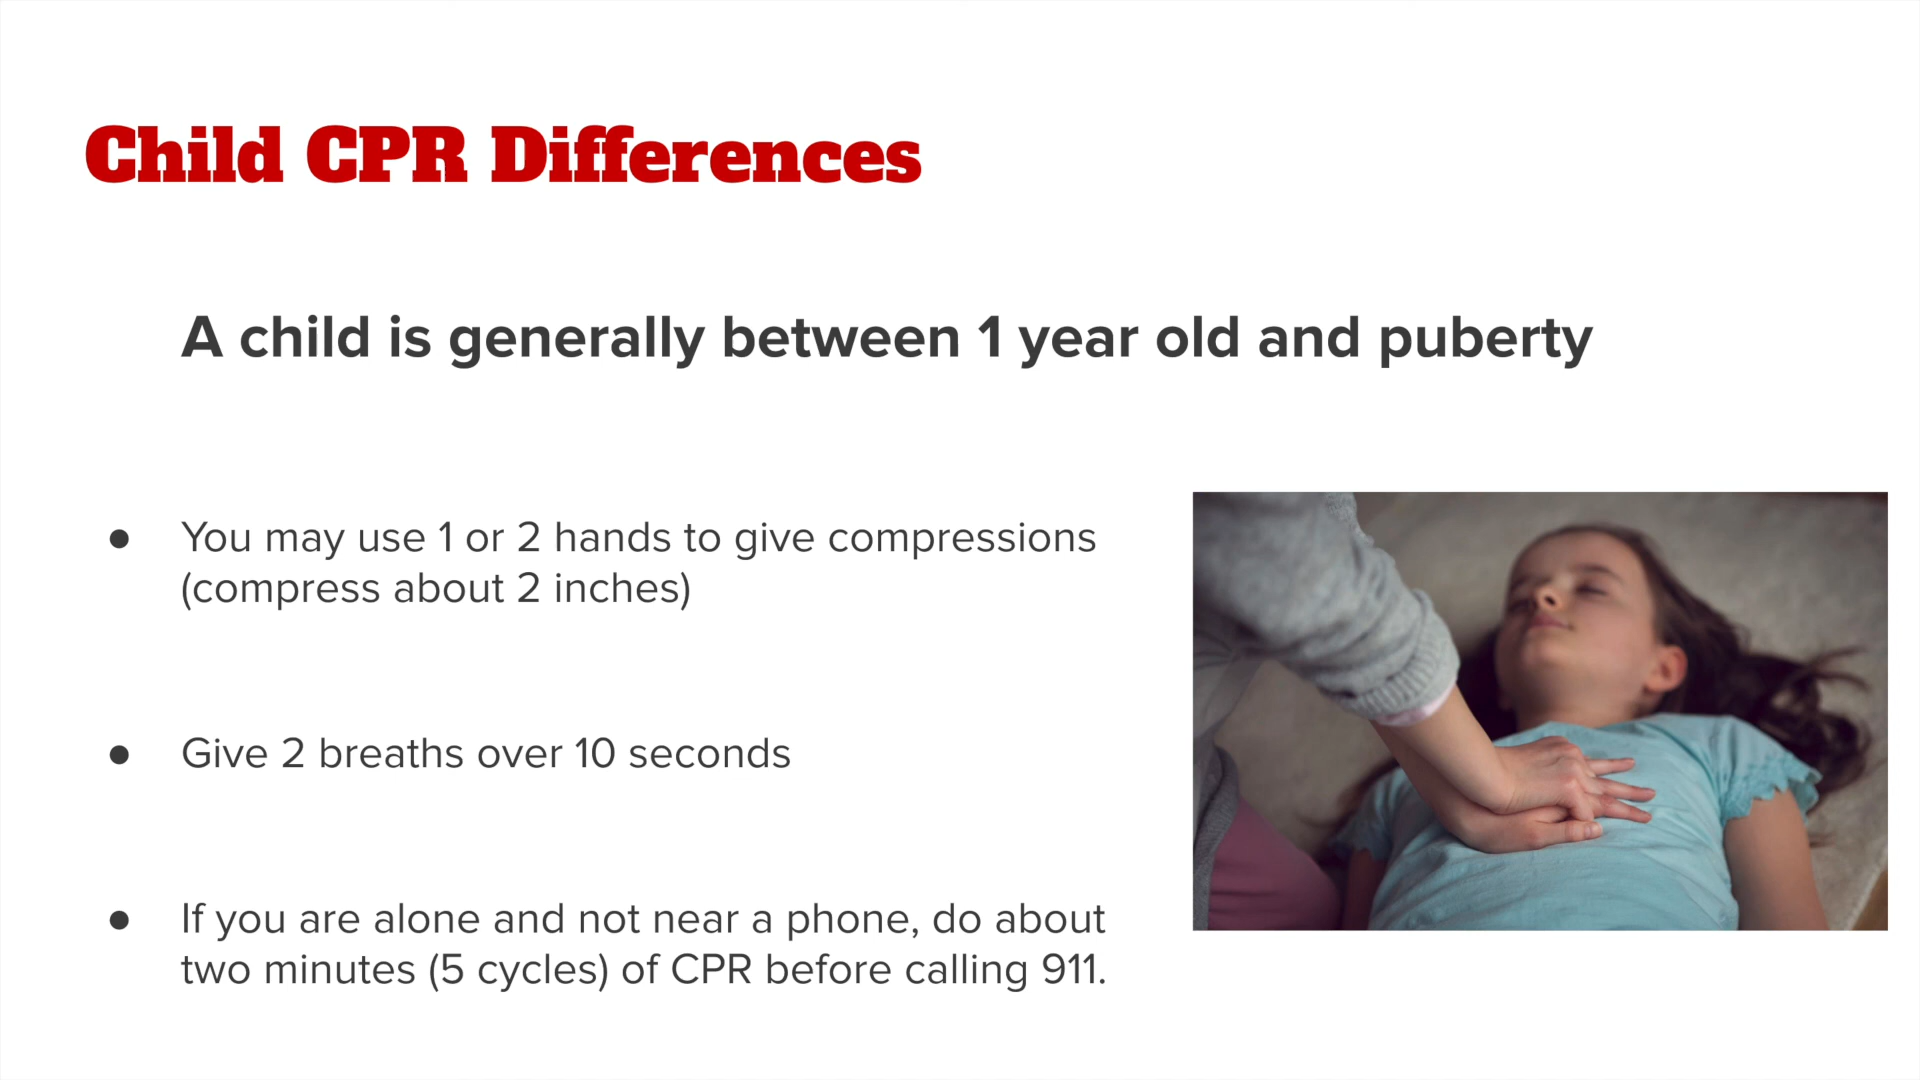 Child CPR Differences
A child is generally between 1 year old and puberty
● You may use 1 or 2 hands to give compressions
(compress about 2 inches)
● Give 2 breaths over 10 seconds
● If you are alone and not near a phone, do about
two minutes (5 cycles) of CPR before calling 911.